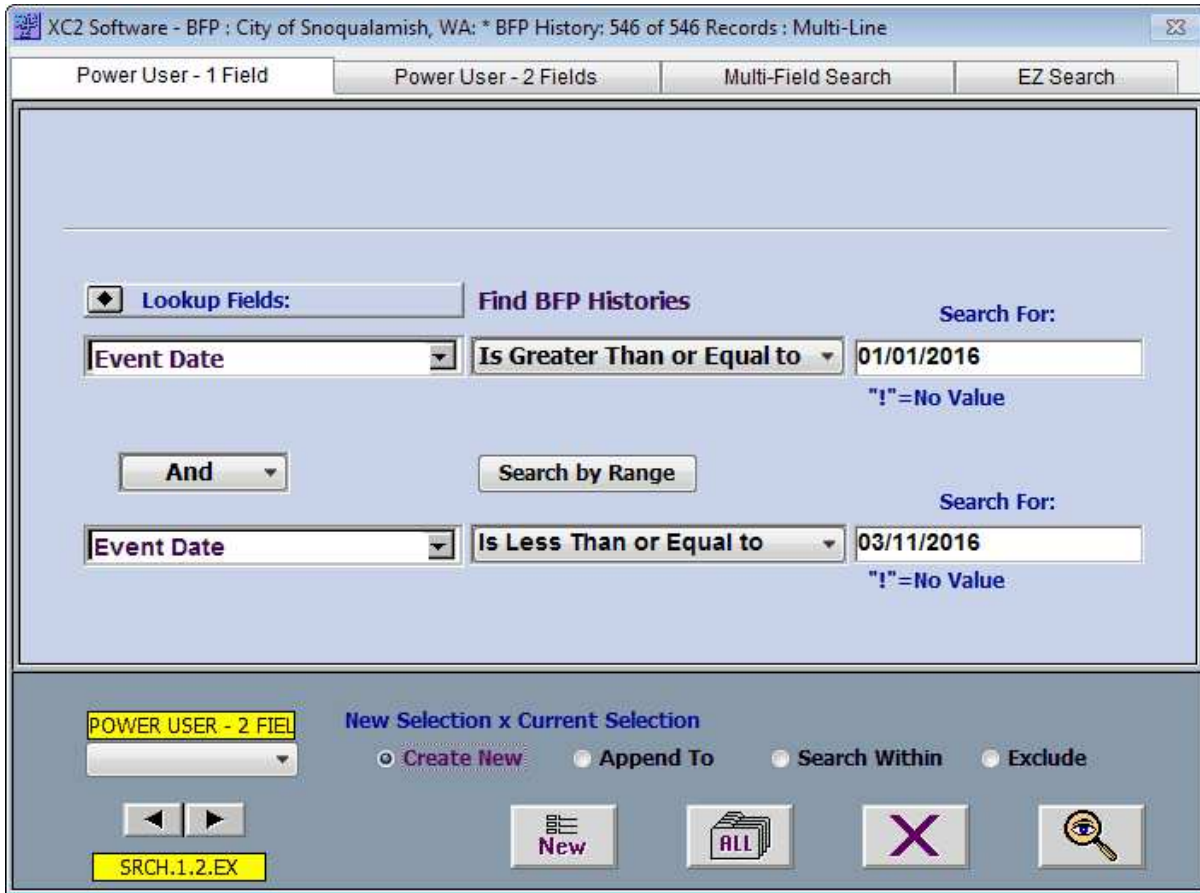 XC2 Software - BFP : City of Snoqualamish, WA: * BFP History: 546 of 546 Records : Multi-Line
Power User - 1 Field Power User - 2 Fields Multi-Field Search EZ Search
Lookup Fields: Find BFP Histories Search For:
Event Date Is Greater Than or Equal to 01/01/2016
"!"=No Value
And Search by Range
Search For:
Event Date Is Less Than or Equal to 03/11/2016
"!"=No Value
POWER USER - 2 FIEL New Selection x Current Selection
Create New Append To Search Within Exclude
New ALL X
SRCH.1.2.EX